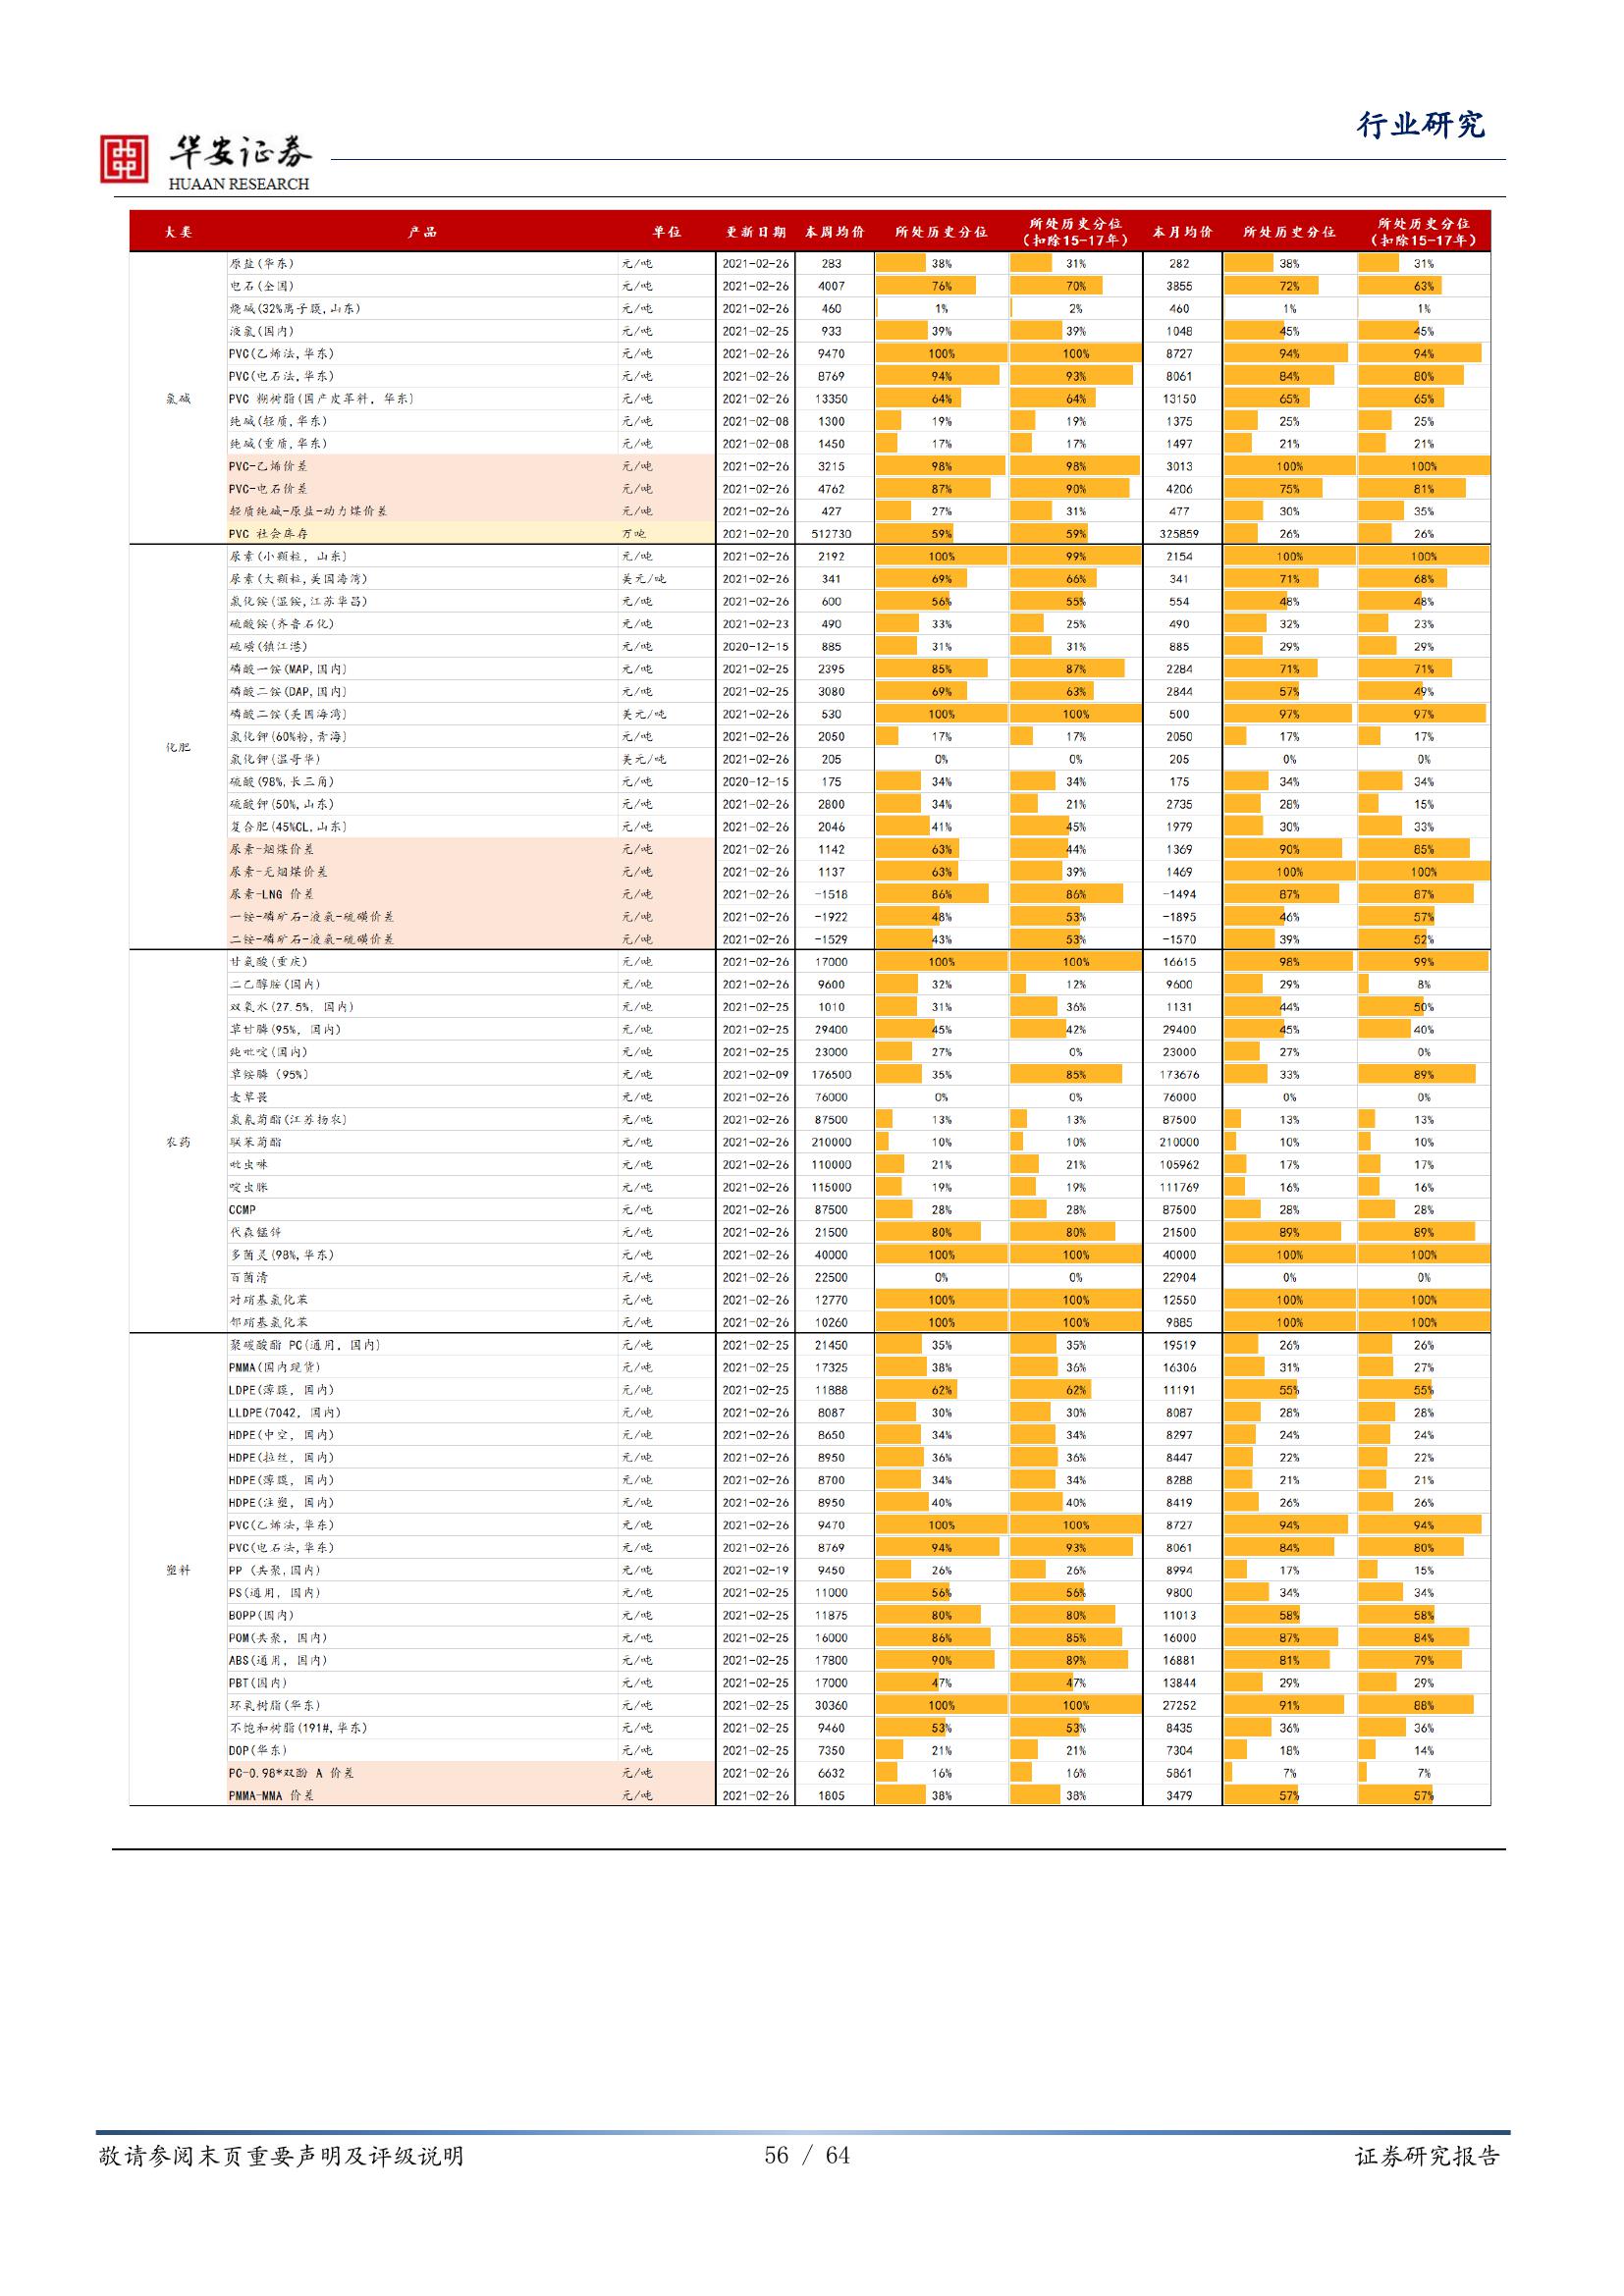 行业研究
华安证券
HUAAN RESEARCH
大类 产品 单位 更新日期 本周均价 所处历史分位 所处历史分位（扣除15-17年） 本月均价 所处历史分位 所处历史分位（扣除15-17年）
氯碱
原盐(华东) 元/吨 2021-02-26 283 38% 31% 282 38% 31%
电石(全国) 元/吨 2021-02-26 4007 76% 70% 3855 72% 63%
烧碱(32%离子膜,山东) 元/吨 2021-02-26 460 1% 2% 460 1% 1%
液氯(国内) 元/吨 2021-02-25 933 39% 39% 1048 45% 45%
PVC(乙烯法,华东) 元/吨 2021-02-26 9470 100% 100% 8727 94% 94%
PVC(电石法,华东) 元/吨 2021-02-26 8769 94% 93% 8061 84% 80%
PVC 糊树脂(国产皮革料, 华东) 元/吨 2021-02-26 13350 64% 64% 13150 65% 65%
纯碱(轻质,华东) 元/吨 2021-02-08 1300 19% 19% 1375 25% 25%
纯碱(重质,华东) 元/吨 2021-02-08 1450 17% 17% 1497 21% 21%
PVC-乙烯价差 元/吨 2021-02-26 3215 98% 98% 3013 100% 100%
PVC-电石价差 元/吨 2021-02-26 4762 87% 90% 4206 75% 81%
轻质纯碱-原盐-动力煤价差 元/吨 2021-02-26 427 27% 31% 477 30% 35%
PVC 社会库存 万吨 2021-02-20 512730 59% 59% 325859 26% 26%
化肥
尿素(小颗粒, 山东) 元/吨 2021-02-26 2192 100% 99% 2154 100% 100%
尿素(大颗粒,美国海湾) 美元/吨 2021-02-26 341 69% 66% 341 71% 68%
氯化铵(湿铵,江苏华昌) 元/吨 2021-02-26 600 56% 55% 554 48% 48%
硫酸铵(齐鲁石化) 元/吨 2021-02-23 490 33% 25% 490 32% 23%
硫磺(镇江港) 元/吨 2020-12-15 885 31% 31% 885 29% 29%
磷酸一铵(MAP,国内) 元/吨 2021-02-25 2395 85% 87% 2284 71% 71%
磷酸二铵(DAP,国内) 元/吨 2021-02-25 3080 69% 63% 2844 57% 49%
磷酸二铵(美国海湾) 美元/吨 2021-02-26 530 100% 100% 500 97% 97%
氯化钾(60%粉,青海) 元/吨 2021-02-26 2050 17% 17% 2050 17% 17%
氯化钾(温哥华) 美元/吨 2021-02-26 205 0% 0% 205 0% 0%
硫酸(98%,长三角) 元/吨 2020-12-15 175 34% 34% 175 34% 34%
硫酸钾(50%,山东) 元/吨 2021-02-26 2800 34% 21% 2735 28% 15%
复合肥(45%CL,山东) 元/吨 2021-02-26 2046 41% 45% 1979 30% 33%
尿素-烟煤价差 元/吨 2021-02-26 1142 63% 44% 1369 90% 85%
尿素-无烟煤价差 元/吨 2021-02-26 1137 63% 39% 1469 100% 100%
尿素-LNG 价差 元/吨 2021-02-26 -1518 86% 86% -1494 87% 87%
一铵-磷矿石-液氨-硫磺价差 元/吨 2021-02-26 -1922 48% 53% -1895 46% 57%
二铵-磷矿石-液氨-硫磺价差 元/吨 2021-02-26 -1529 43% 53% -1570 39% 52%
农药
甘氨酸(重庆) 元/吨 2021-02-26 17000 100% 100% 16615 98% 99%
二乙醇胺(国内) 元/吨 2021-02-26 9600 32% 12% 9600 29% 8%
双氧水(27.5%, 国内) 元/吨 2021-02-25 1010 31% 36% 1131 44% 50%
草甘膦(95%, 国内) 元/吨 2021-02-25 29400 45% 42% 29400 45% 40%
纯吡啶(国内) 元/吨 2021-02-25 23000 27% 0% 23000 27% 0%
草铵膦 (95%) 元/吨 2021-02-09 176500 35% 85% 173676 33% 89%
麦草畏 元/吨 2021-02-26 76000 0% 0% 76000 0% 0%
氯氰菊酯(江苏扬农) 元/吨 2021-02-26 87500 13% 13% 87500 13% 13%
联苯菊酯 元/吨 2021-02-26 210000 10% 10% 210000 10% 10%
吡虫啉 元/吨 2021-02-26 110000 21% 21% 105962 17% 17%
啶虫脒 元/吨 2021-02-26 115000 19% 19% 111769 16% 16%
CCMP 元/吨 2021-02-26 87500 28% 28% 87500 28% 28%
代森锰锌 元/吨 2021-02-26 21500 80% 80% 21500 89% 89%
多菌灵(98%,华东) 元/吨 2021-02-26 40000 100% 100% 40000 100% 100%
百菌清 元/吨 2021-02-26 22500 0% 0% 22904 0% 0%
对硝基氯化苯 元/吨 2021-02-26 12770 100% 100% 12550 100% 100%
邻硝基氯化苯 元/吨 2021-02-26 10260 100% 100% 9885 100% 100%
塑料
聚碳酸酯 PC(通用, 国内) 元/吨 2021-02-25 21450 35% 35% 19519 26% 26%
PMMA(国内现货) 元/吨 2021-02-25 17325 38% 36% 16306 31% 27%
LDPE(薄膜, 国内) 元/吨 2021-02-25 11888 62% 62% 11191 55% 55%
LLDPE(7042, 国内) 元/吨 2021-02-26 8087 30% 30% 8087 28% 28%
HDPE(中空, 国内) 元/吨 2021-02-26 8650 34% 34% 8297 24% 24%
HDPE(拉丝, 国内) 元/吨 2021-02-26 8950 36% 36% 8447 22% 22%
HDPE(薄膜, 国内) 元/吨 2021-02-26 8700 34% 34% 8288 21% 21%
HDPE(注塑, 国内) 元/吨 2021-02-26 8950 40% 40% 8419 26% 26%
PVC(乙烯法,华东) 元/吨 2021-02-26 9470 100% 100% 8727 94% 94%
PVC(电石法,华东) 元/吨 2021-02-26 8769 94% 93% 8061 84% 80%
PP (共聚,国内) 元/吨 2021-02-19 9450 26% 26% 8994 17% 15%
PS(通用, 国内) 元/吨 2021-02-25 11000 56% 56% 9800 34% 34%
BOPP(国内) 元/吨 2021-02-25 11875 80% 80% 11013 58% 58%
POM(共聚, 国内) 元/吨 2021-02-25 16000 86% 85% 16000 87% 84%
ABS(通用, 国内) 元/吨 2021-02-25 17800 90% 89% 16881 81% 79%
PBT(国内) 元/吨 2021-02-25 17000 47% 47% 13844 29% 29%
环氧树脂(华东) 元/吨 2021-02-25 30360 100% 100% 27252 91% 88%
不饱和树脂(191#,华东) 元/吨 2021-02-25 9460 53% 53% 8435 36% 36%
DOP(华东) 元/吨 2021-02-25 7350 21% 21% 7304 18% 14%
PC-0.98*双酚 A 价差 元/吨 2021-02-26 6632 16% 16% 5861 7% 7%
PMMA-MMA 价差 元/吨 2021-02-26 1805 38% 38% 3479 57% 57%
敬请参阅末页重要声明及评级说明 56 / 64 证券研究报告